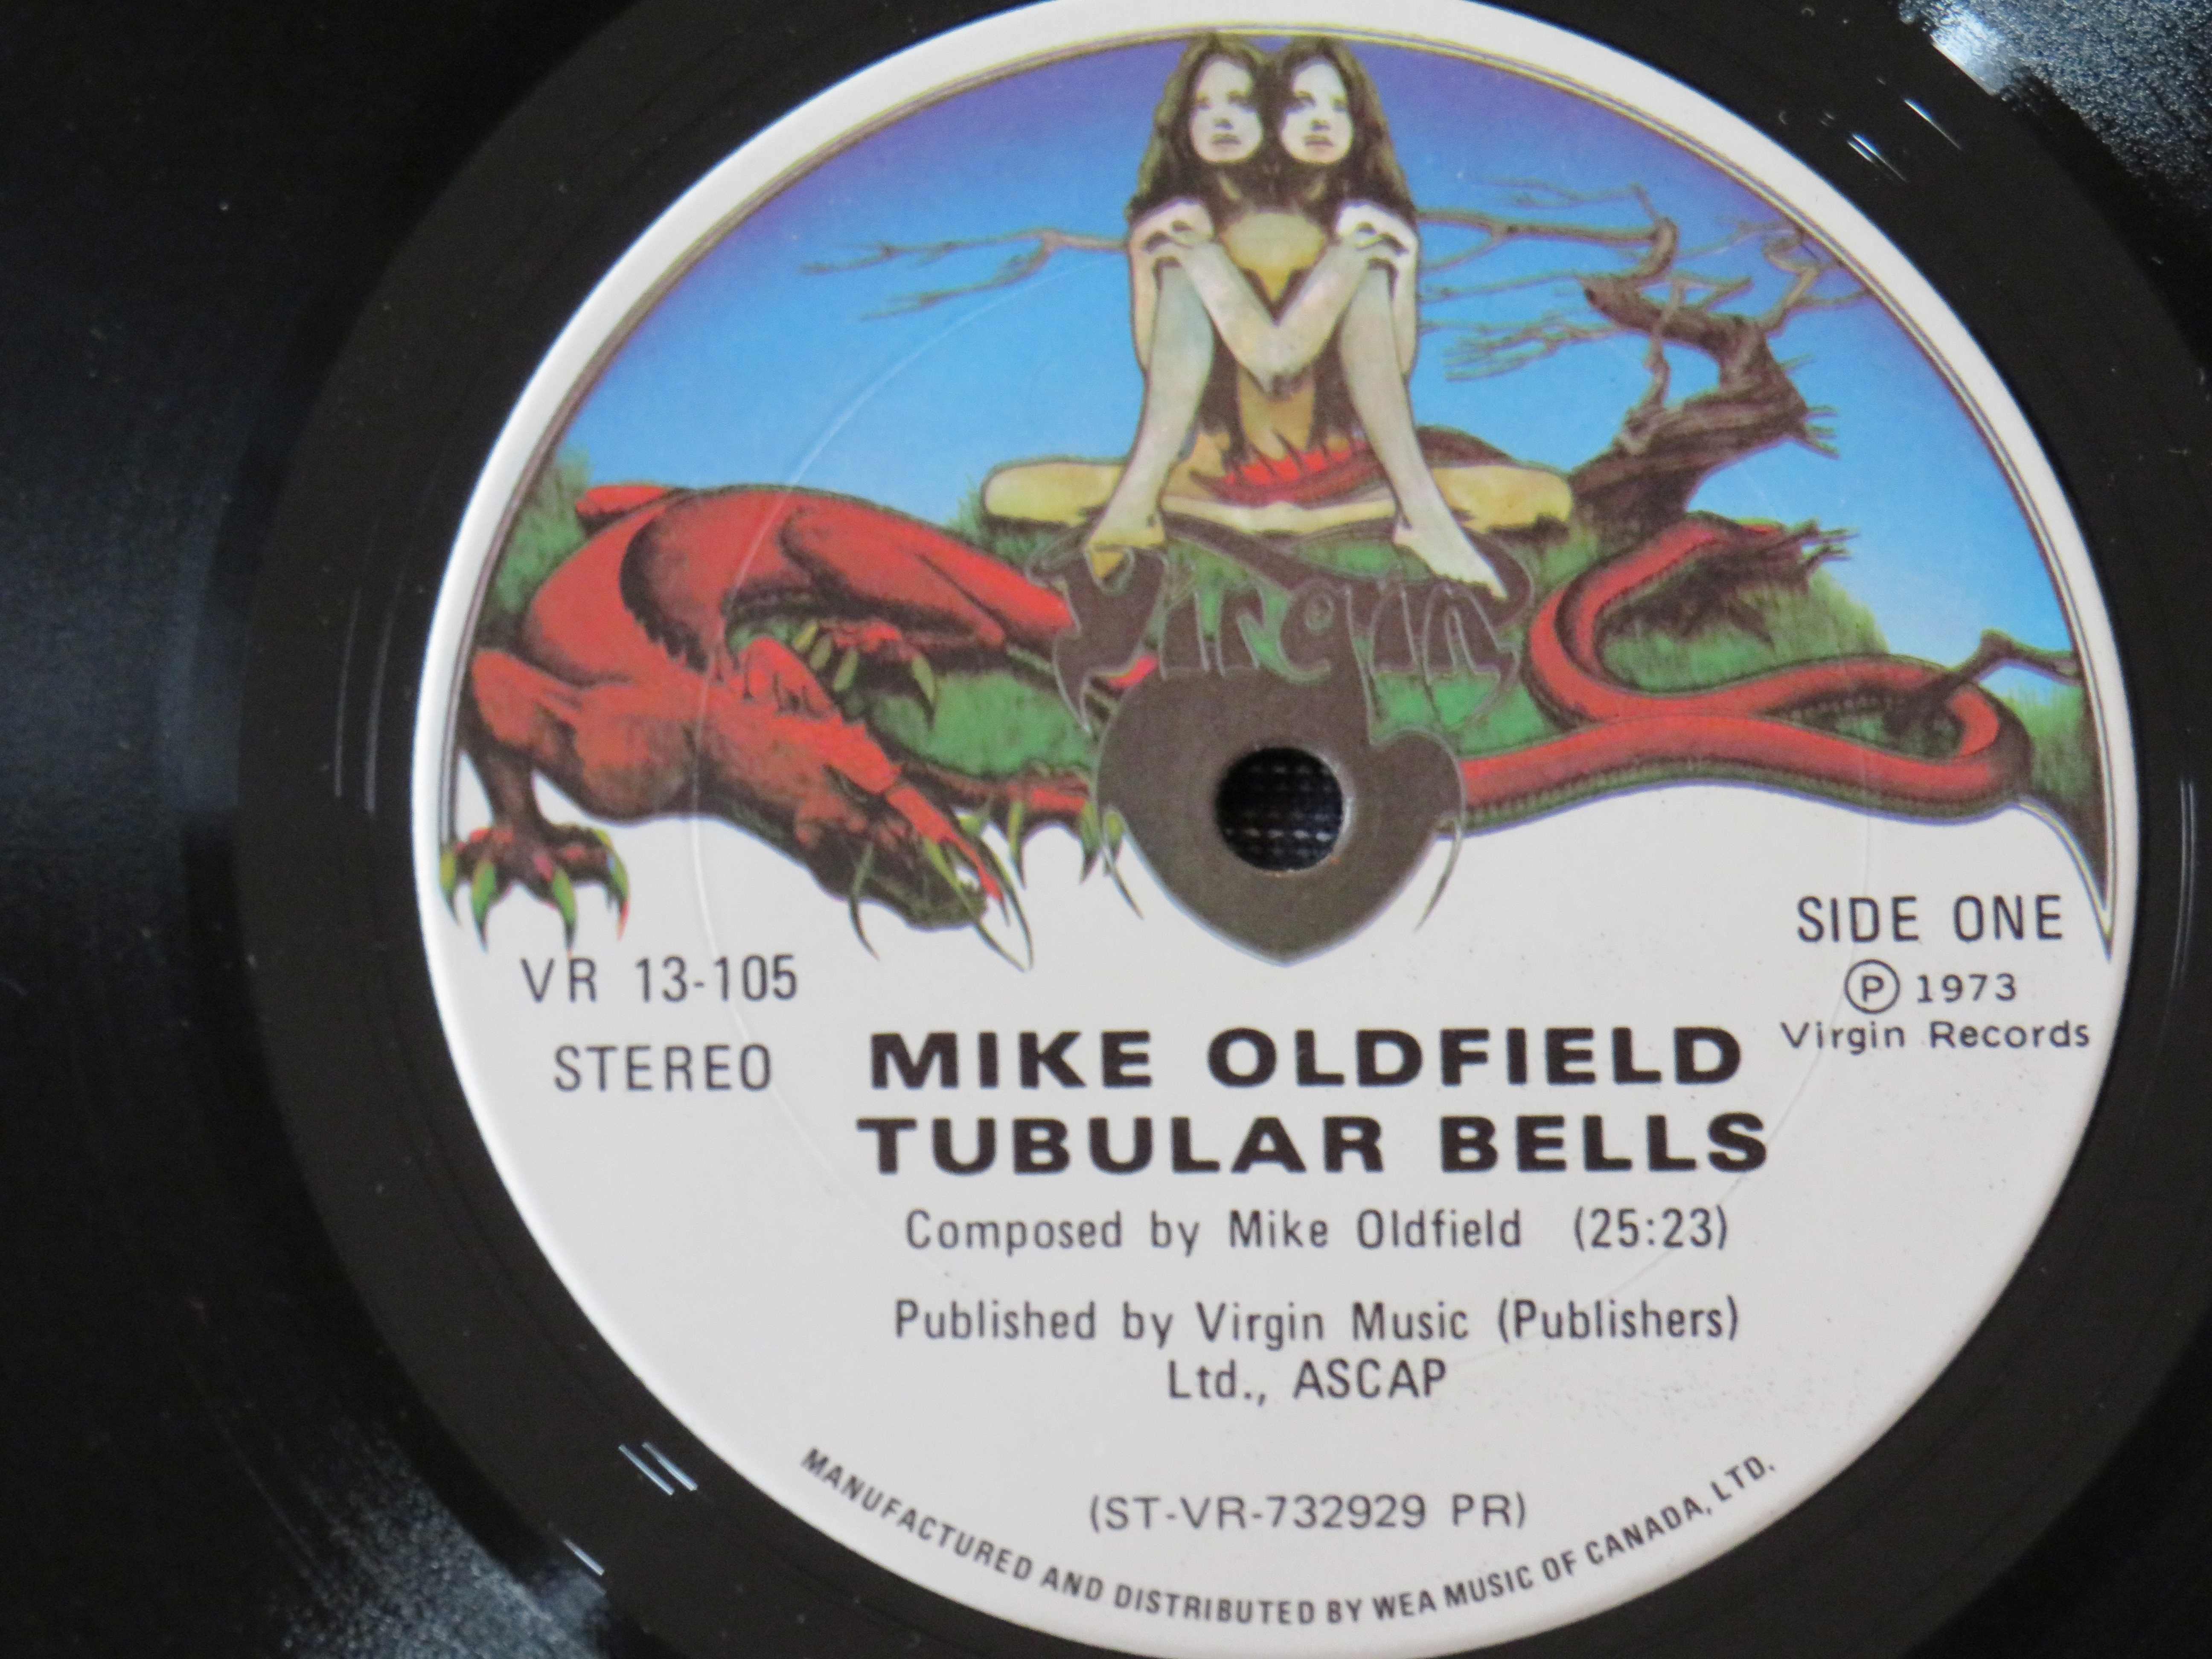 Virgin
VR 13-105
STEREO
SIDE ONE
Ⓟ 1973
Virgin Records
MIKE OLDFIELD
TUBULAR BELLS
Composed by Mike Oldfield (25:23)
Published by Virgin Music (Publishers)
Ltd., ASCAP
(ST-VR-732929 PR)
MANUFACTURED AND DISTRIBUTED BY WEA MUSIC OF CANADA, LTD.